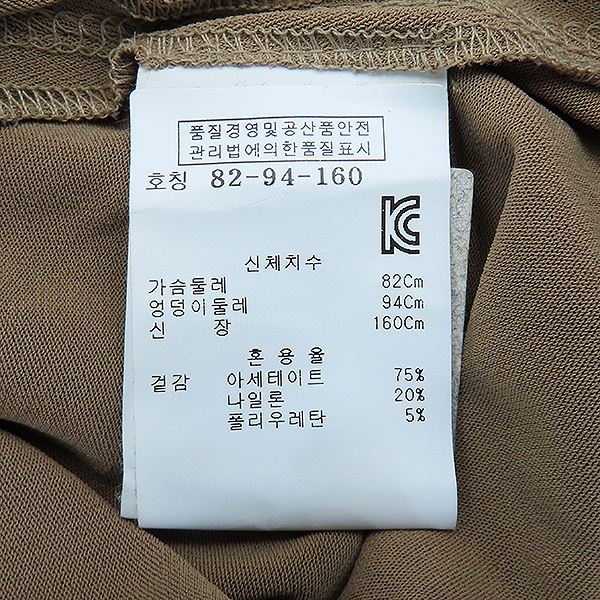 품질경영및공산품안전
관리법에의한품질표시
호칭 82-94-160
KC
신체치수
가슴둘레 82Cm
엉덩이둘레 94Cm
신 장 160Cm
혼 용 율
겉감 아세테이트 75%
나일론 20%
폴리우레탄 5%